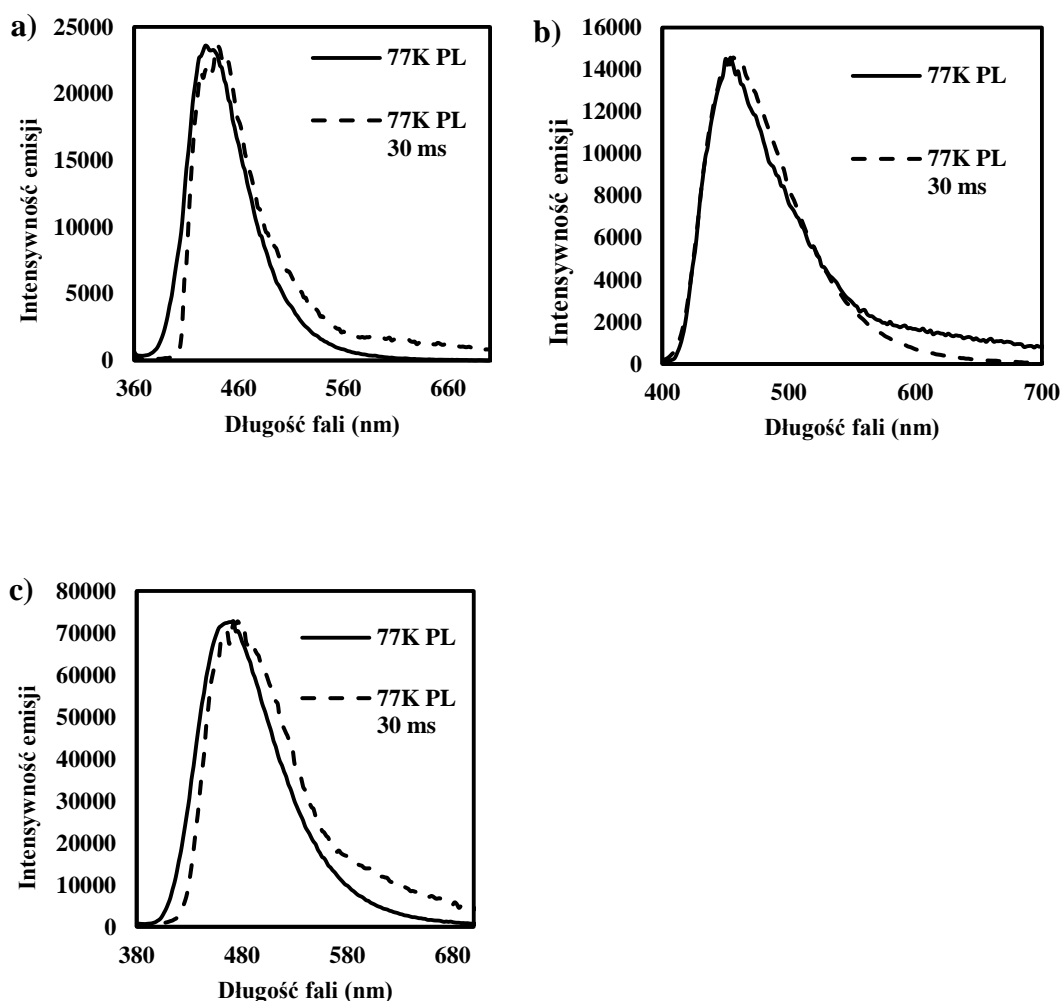 a)
25000
20000
15000
10000
5000
0
Intensywność emisji
77K PL
77K PL
30 ms
360
460
560
660
Długość fali (nm)
b)
16000
14000
12000
10000
8000
6000
4000
2000
0
Intensywność emisji
77K PL
77K PL
30 ms
400
500
600
700
Długość fali (nm)
c)
80000
70000
60000
50000
40000
30000
20000
10000
0
Intensywność emisji
77K PL
77K PL
30 ms
380
480
580
680
Długość fali (nm)